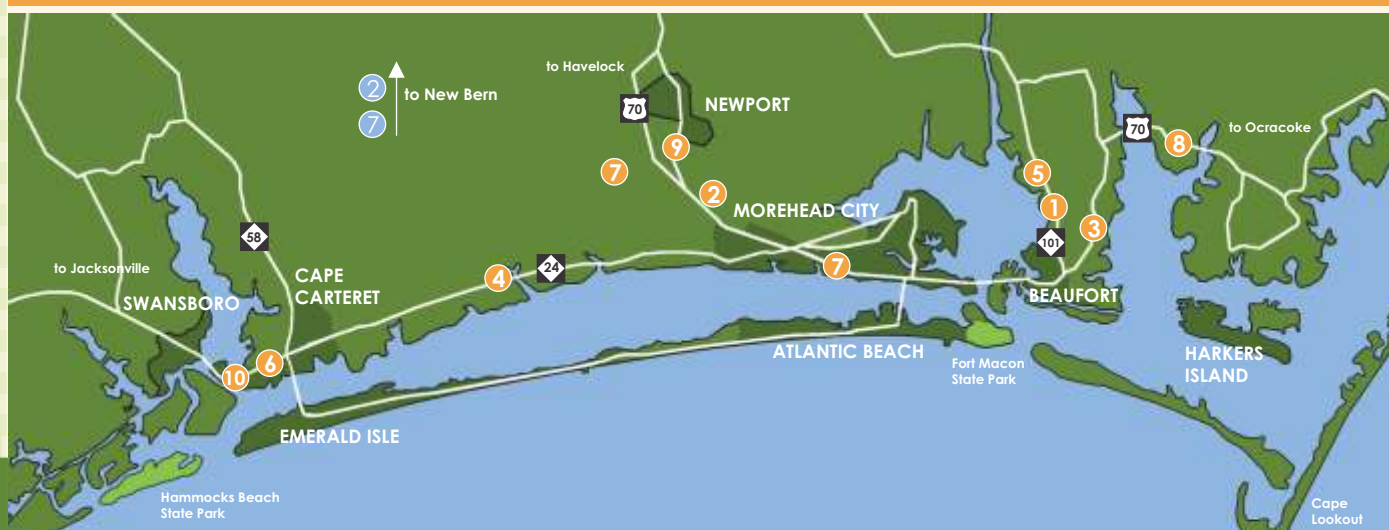 to Havelock
2
to New Bern
7
70
NEWPORT
70
to Ocracoke
9
8
7
5
2
1
MOREHEAD CITY
3
58
101
to Jacksonville
4
24
7
CAPE
CARTERET
SWANSBORO
BEAUFORT
6
10
ATLANTIC BEACH
Fort Macon
State Park
HARKERS
ISLAND
EMERALD ISLE
Hammocks Beach
State Park
Cape
Lookout